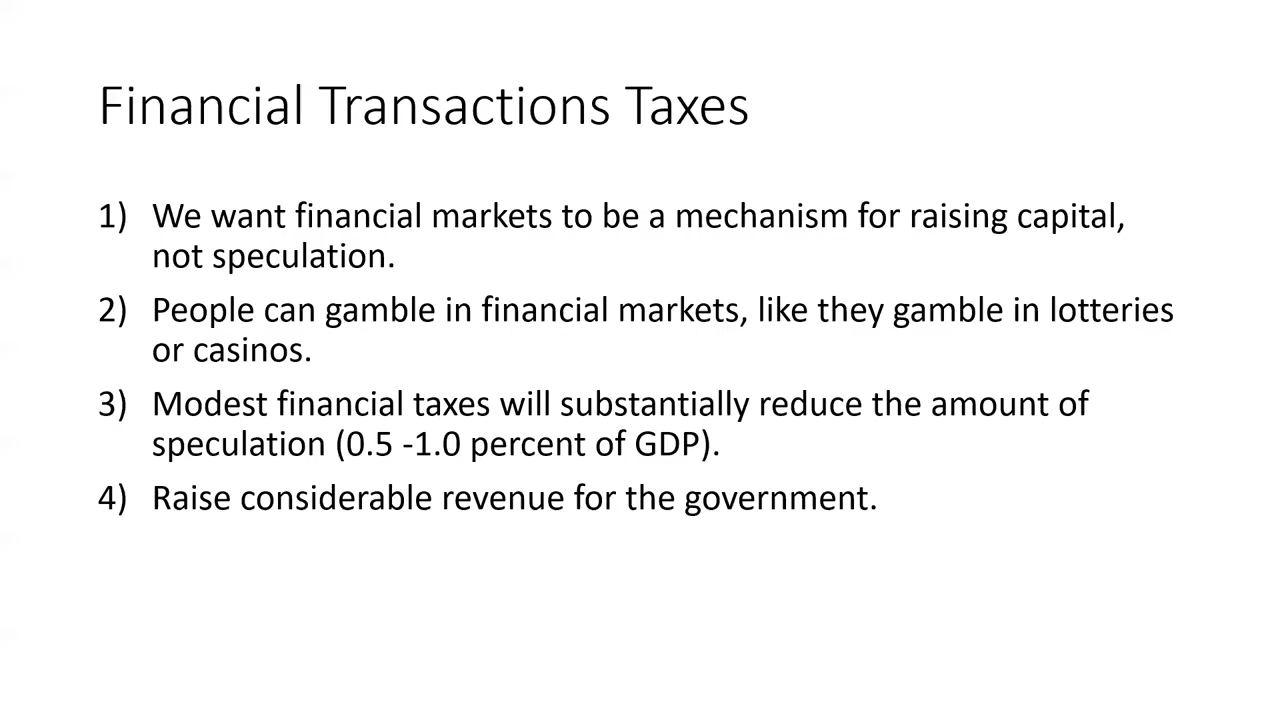 Financial Transactions Taxes
1) We want financial markets to be a mechanism for raising capital,
not speculation.
2) People can gamble in financial markets, like they gamble in lotteries
or casinos.
3) Modest financial taxes will substantially reduce the amount of
speculation (0.5 -1.0 percent of GDP).
4) Raise considerable revenue for the government.